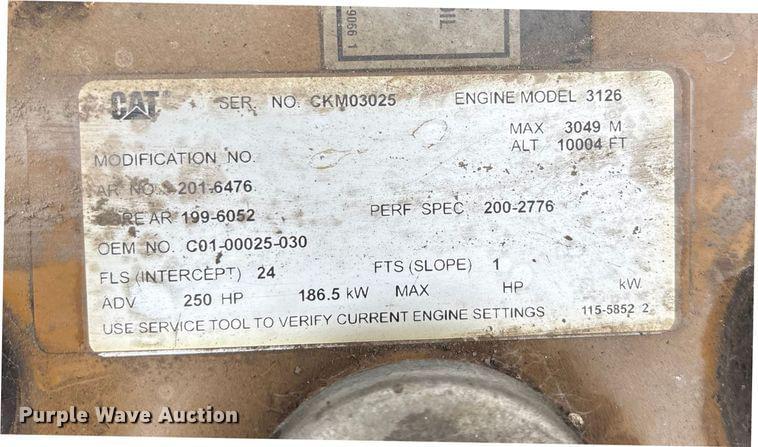 OIL
-9066 1
CAT SER. NO. CKM03025 ENGINE MODEL 3126
MAX 3049 M
ALT 10004 FT
MODIFICATION NO.
AR NO. 201-6476
CORE AR 199-6052 PERF SPEC 200-2776
OEM NO. C01-00025-030
FLS (INTERCEPT) 24 FTS (SLOPE) 1
ADV 250 HP 186.5 kW MAX HP kW
USE SERVICE TOOL TO VERIFY CURRENT ENGINE SETTINGS 115-5852 2
Purple Wave Auction